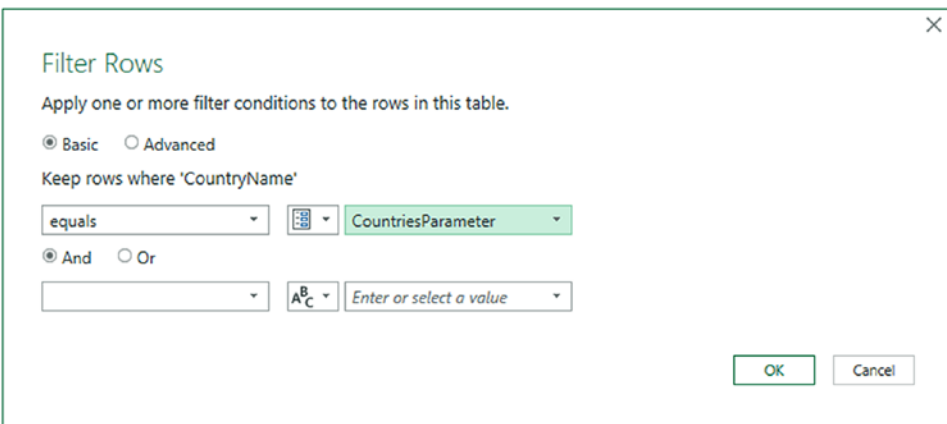 Filter Rows
Apply one or more filter conditions to the rows in this table.
Basic Advanced
Keep rows where 'CountryName'
equals CountriesParameter
And Or
ABC Enter or select a value
OK Cancel